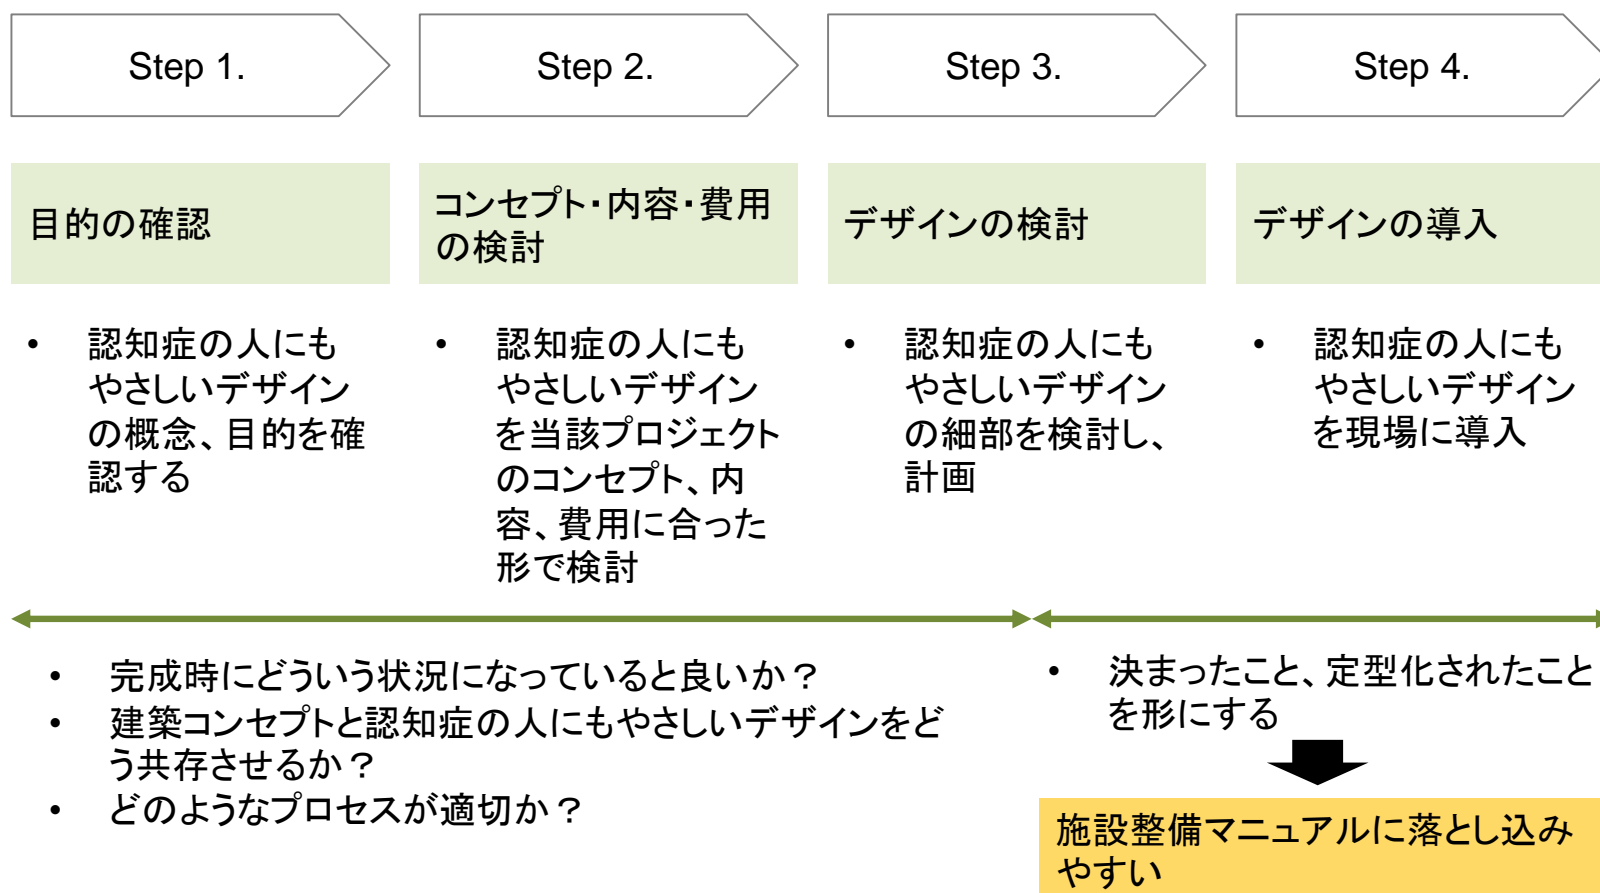 Step 1.
Step 2.
Step 3.
Step 4.
目的の確認
コンセプト・内容・費用
の検討
デザインの検討
デザインの導入
• 認知症の人にも
やさしいデザイン
の概念、目的を確
認する
• 認知症の人にも
やさしいデザイン
を当該プロジェクト
のコンセプト、内
容、費用に合った
形で検討
• 認知症の人にも
やさしいデザイン
の細部を検討し、
計画
• 認知症の人にも
やさしいデザイン
を現場に導入
• 完成時にどういう状況になっていると良いか？
• 建築コンセプトと認知症の人にもやさしいデザインをど
う共存させるか？
• どのようなプロセスが適切か？
• 決まったこと、定型化されたこと
を形にする
施設整備マニュアルに落とし込み
やすい